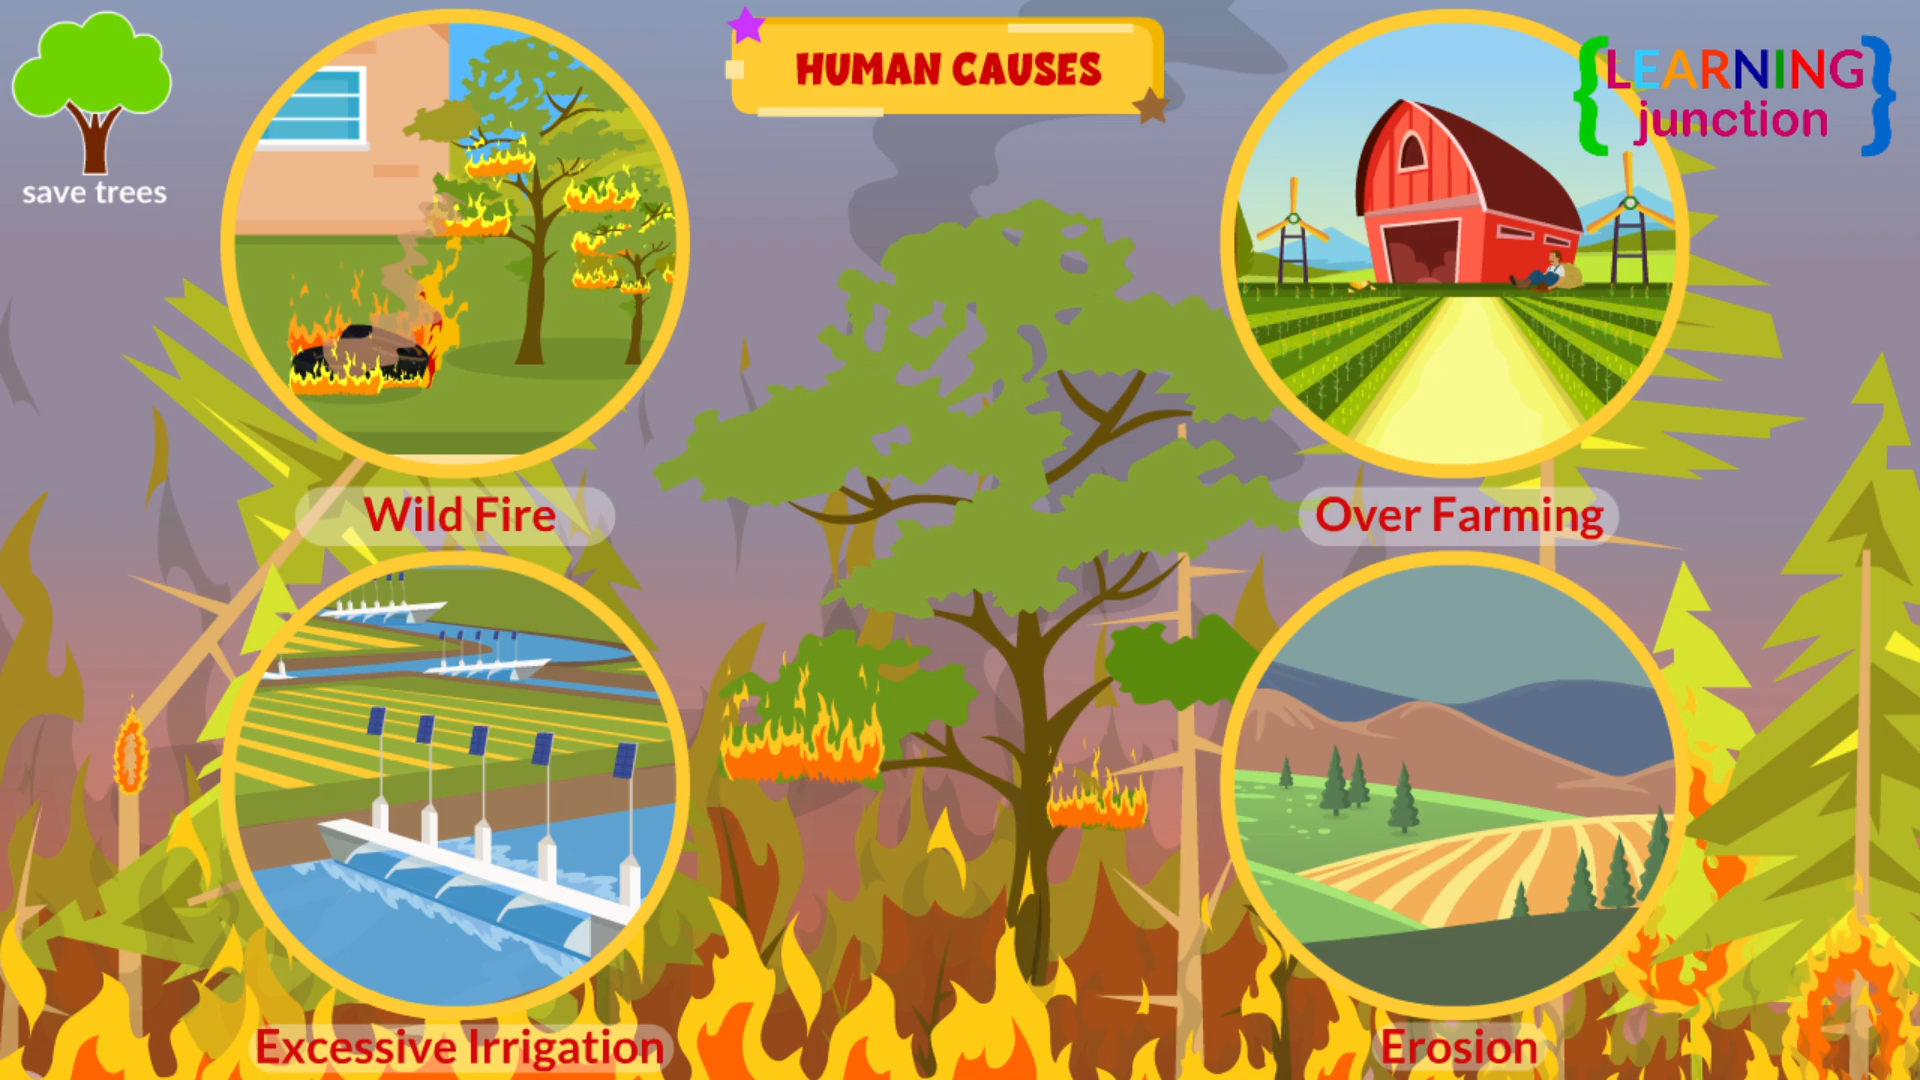 HUMAN CAUSES
LEARNING
junction
save trees
Wild Fire
Over Farming
Excessive Irrigation
Erosion